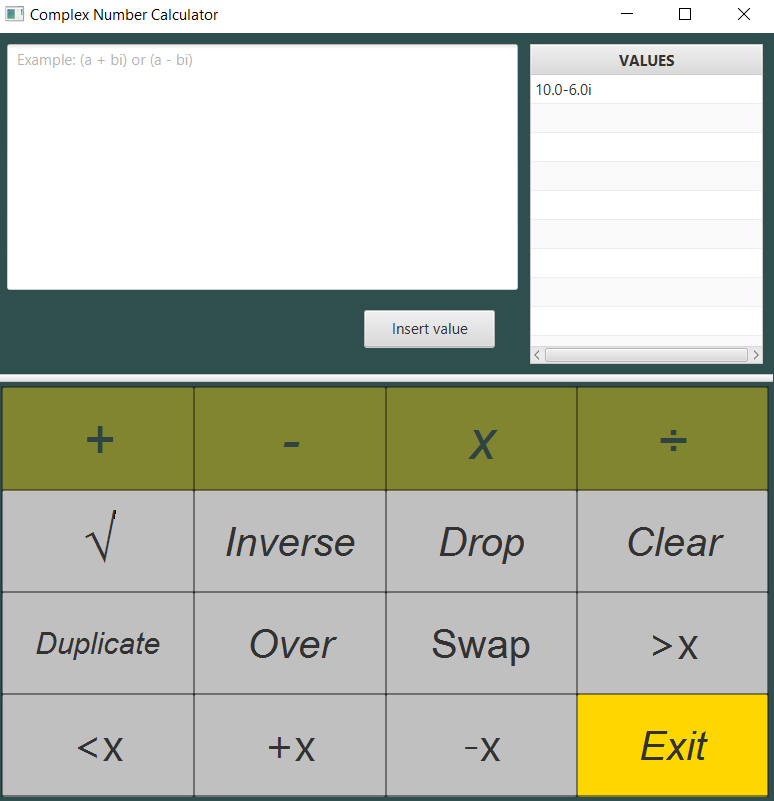 Complex Number Calculator
Example: (a + bi) or (a - bi)
VALUES
10.0-6.0i
Insert value
+ - x ÷
√ Inverse Drop Clear
Duplicate Over Swap >x
<x +x -x Exit